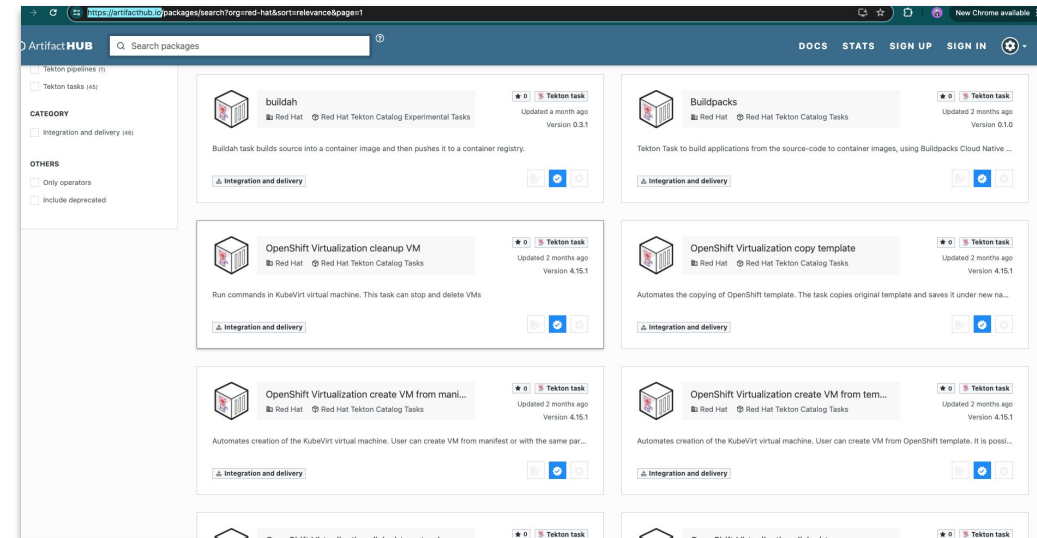 https://artifacthub.io/packages/search?org=red-hat&sort=relevance&page=1
New Chrome available
Artifact HUB
Search packages
DOCS STATS SIGN UP SIGN IN
Tekton pipelines (1)
Tekton tasks (45)
CATEGORY
Integration and delivery (46)
OTHERS
Only operators
Include deprecated
buildah
Red Hat Red Hat Tekton Catalog Experimental Tasks
0 Tekton task
Updated a month ago
Version 0.3.1
Buildah task builds source into a container image and then pushes it to a container registry.
Integration and delivery
Buildpacks
Red Hat Red Hat Tekton Catalog Tasks
0 Tekton task
Updated 2 months ago
Version 0.1.0
Tekton Task to build applications from the source-code to container images, using Buildpacks Cloud Native ...
Integration and delivery
OpenShift Virtualization cleanup VM
Red Hat Red Hat Tekton Catalog Tasks
0 Tekton task
Updated 2 months ago
Version 4.15.1
Run commands in KubeVirt virtual machine. This task can stop and delete VMs
Integration and delivery
OpenShift Virtualization copy template
Red Hat Red Hat Tekton Catalog Tasks
0 Tekton task
Updated 2 months ago
Version 4.15.1
Automates the copying of OpenShift template. The task copies original template and saves it under new na...
Integration and delivery
OpenShift Virtualization create VM from mani...
Red Hat Red Hat Tekton Catalog Tasks
0 Tekton task
Updated 2 months ago
Version 4.15.1
Automates creation of the KubeVirt virtual machine. User can create VM from manifest or with the same par...
Integration and delivery
OpenShift Virtualization create VM from tem...
Red Hat Red Hat Tekton Catalog Tasks
0 Tekton task
Updated 2 months ago
Version 4.15.1
Automates creation of the KubeVirt virtual machine. User can create VM from OpenShift template. It is possi...
Integration and delivery
0 Tekton task
0 Tekton task